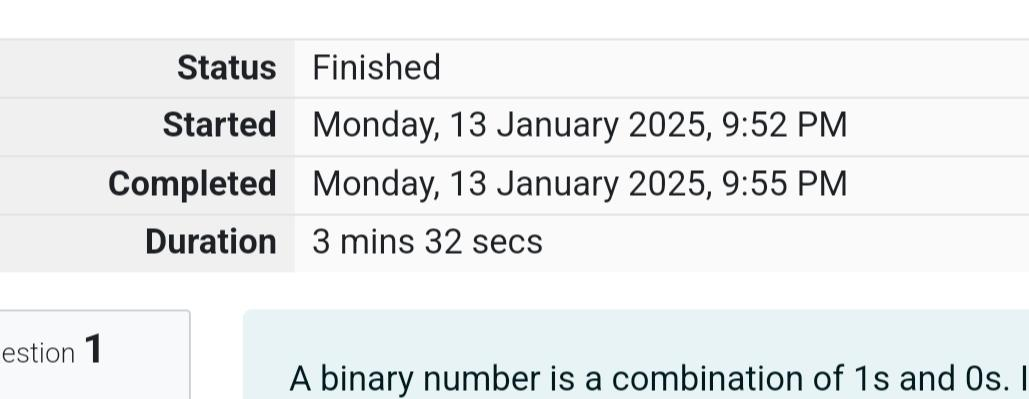 Status Finished
Started Monday, 13 January 2025, 9:52 PM
Completed Monday, 13 January 2025, 9:55 PM
Duration 3 mins 32 secs
estion 1
A binary number is a combination of 1s and 0s. I